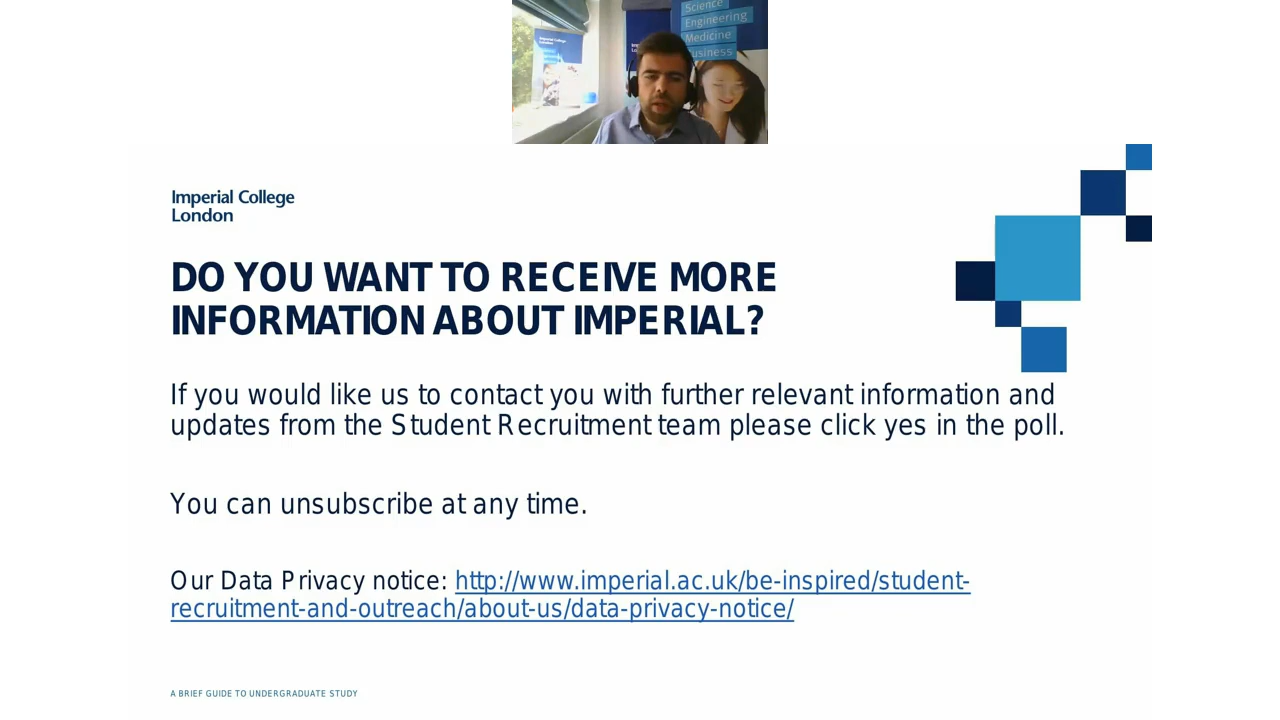 Science
Engineering
Medicine
Business
Imperial College
London
DO YOU WANT TO RECEIVE MORE
INFORMATION ABOUT IMPERIAL?
If you would like us to contact you with further relevant information and
updates from the Student Recruitment team please click yes in the poll.
You can unsubscribe at any time.
Our Data Privacy notice: http://www.imperial.ac.uk/be-inspired/student-
recruitment-and-outreach/about-us/data-privacy-notice/
A BRIEF GUIDE TO UNDERGRADUATE STUDY